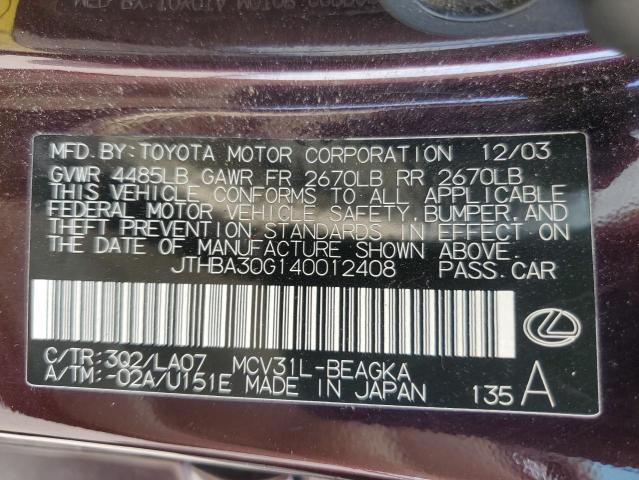 MFD.BY:TOYOTA MOTOR CORPORATION 12/03
GVWR 4485LB GAWR FR 2670LB RR 2670LB
THIS VEHICLE CONFORMS TO ALL APPLICABLE
FEDERAL MOTOR VEHICLE SAFETY,BUMPER,AND
THEFT PREVENTION STANDARDS IN EFFECT ON
THE DATE OF MANUFACTURE SHOWN ABOVE.
JTHBA30G140012408 PASS.CAR
C/TR:3Q2/LA07 MCV31L-BEAGKA
A/TM:-02A/U151E MADE IN JAPAN 135 A